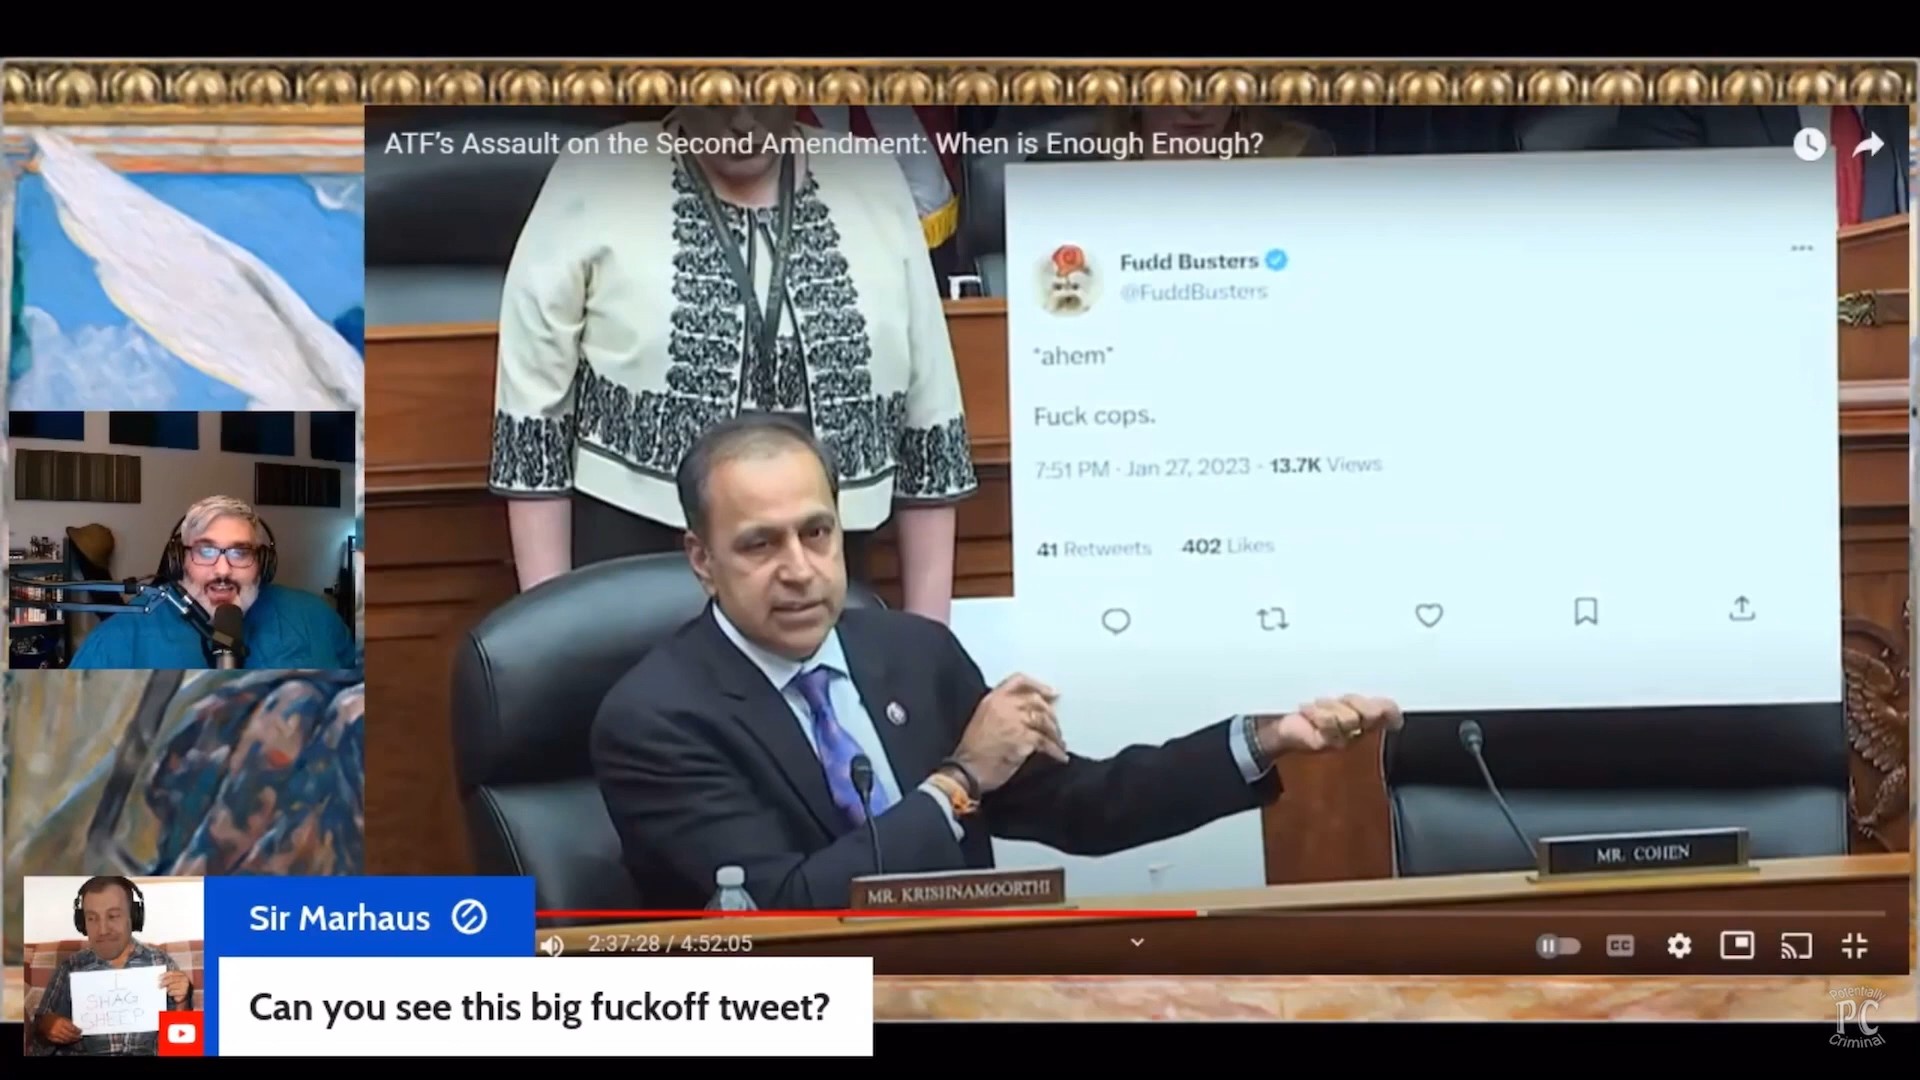 ATF's Assault on the Second Amendment: When is Enough Enough?
Fudd Busters
@FuddBusters
*ahem*
Fuck cops.
7:51 PM · Jan 27, 2023 · 13.7K Views
41 Retweets 402 Likes
MR. COHEN
MR. KRISHNAMOORTHI
Sir Marhaus
2:37:28 / 4:52:05
CC
I
SHAG
SHEEP
Can you see this big fuckoff tweet?
Potentially
PC
Criminal